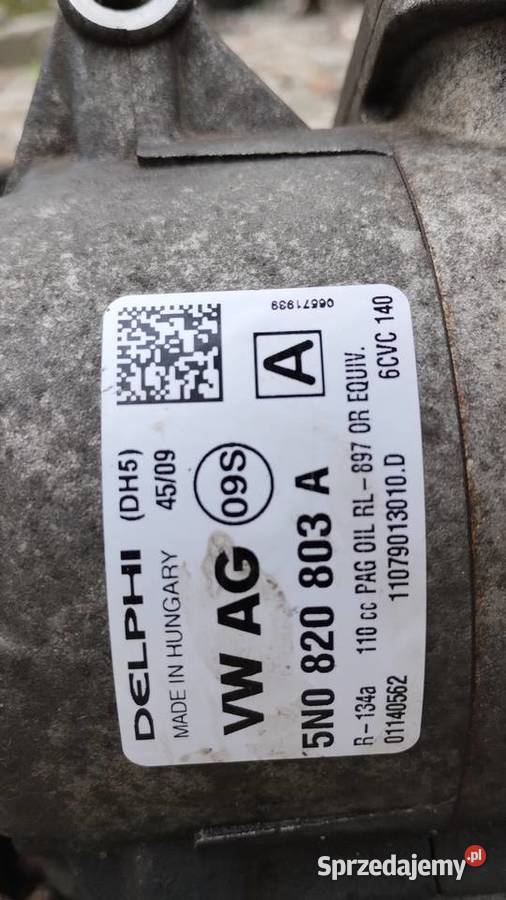 DELPHI (DH5)
MADE IN HUNGARY 45/09
VW AG 09S
5N0 820 803 A A
R-134a 110 cc PAG OIL RL-897 OR EQUIV.
01140562 11079013010.D 6CVC 140
06571939
Sprzedajemy.pl